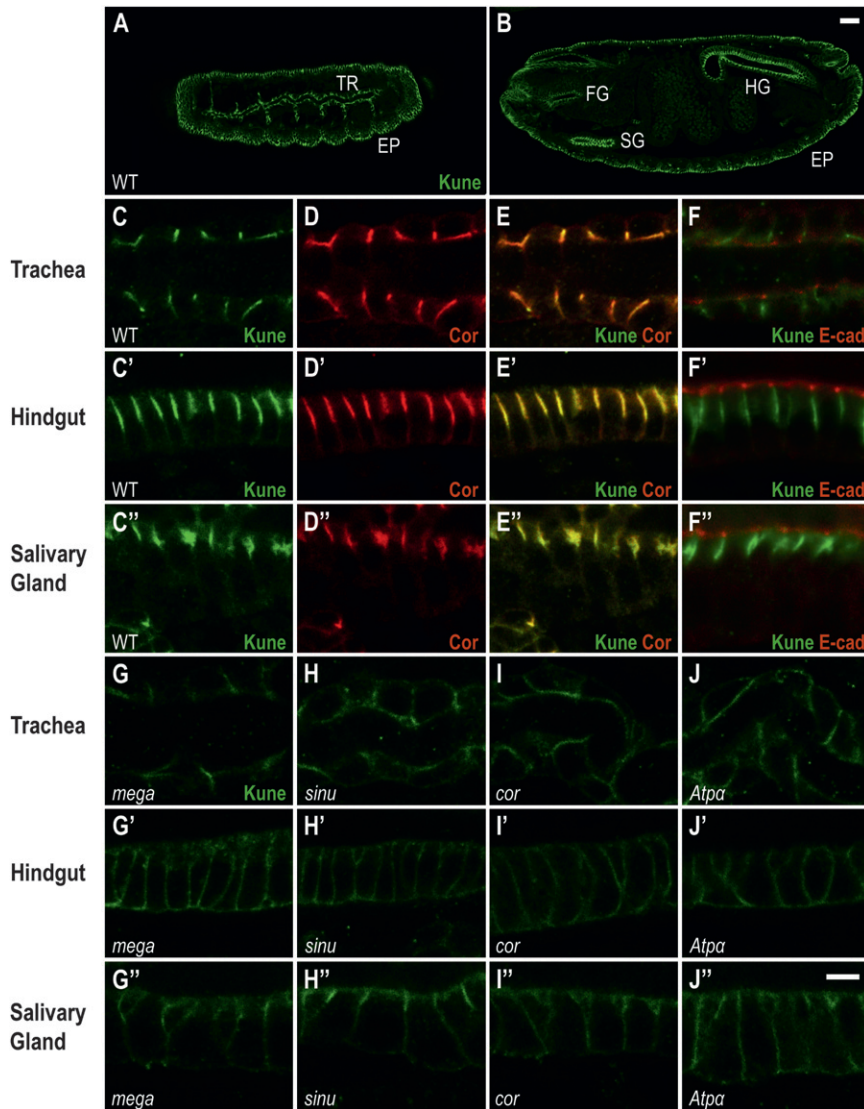 A
TR
EP
WT
Kune
B
FG
HG
SG
EP
Trachea
C
WT
Kune
D
Cor
E
Kune Cor
F
Kune E-cad
Hindgut
C’
WT
Kune
D’
Cor
E’
Kune Cor
F’
Kune E-cad
Salivary
Gland
C’’
WT
Kune
D’’
Cor
E’’
Kune Cor
F’’
Kune E-cad
Trachea
G
mega
Kune
H
sinu
I
cor
J
Atpα
Hindgut
G’
mega
H’
sinu
I’
cor
J’
Atpα
Salivary
Gland
G’’
mega
H’’
sinu
I’’
cor
J’’
Atpα